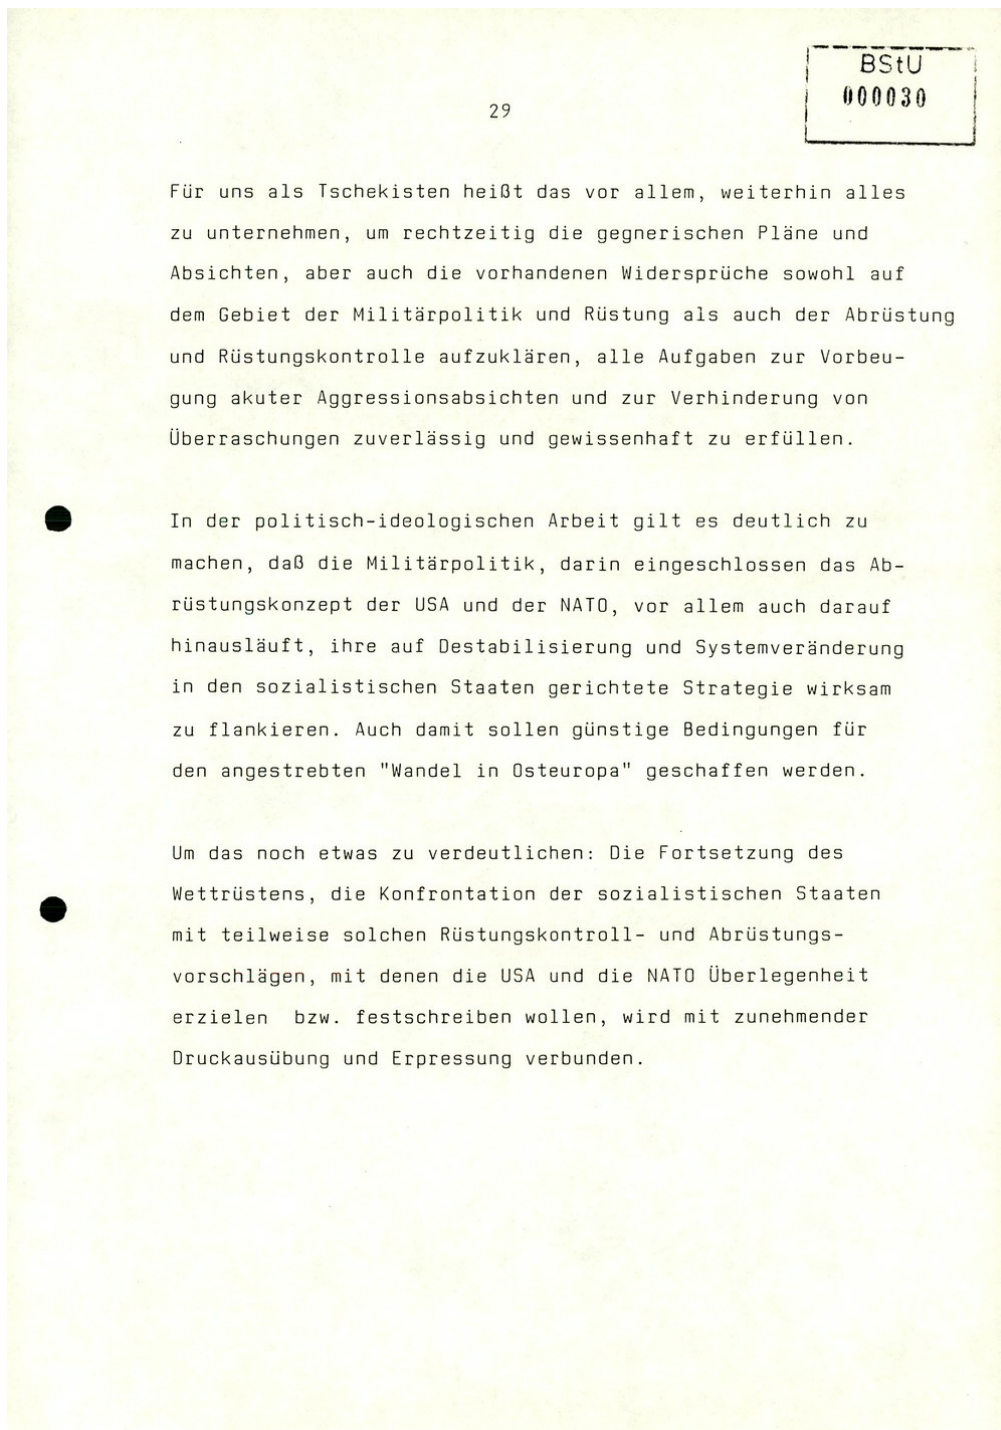 BStU
000030
29
Für uns als Tschekisten heißt das vor allem, weiterhin alles
zu unternehmen, um rechtzeitig die gegnerischen Pläne und
Absichten, aber auch die vorhandenen Widersprüche sowohl auf
dem Gebiet der Militärpolitik und Rüstung als auch der Abrüstung
und Rüstungskontrolle aufzuklären, alle Aufgaben zur Vorbeu-
gung akuter Aggressionsabsichten und zur Verhinderung von
Überraschungen zuverlässig und gewissenhaft zu erfüllen.
In der politisch-ideologischen Arbeit gilt es deutlich zu
machen, daß die Militärpolitik, darin eingeschlossen das Ab-
rüstungskonzept der USA und der NATO, vor allem auch darauf
hinausläuft, ihre auf Destabilisierung und Systemveränderung
in den sozialistischen Staaten gerichtete Strategie wirksam
zu flankieren. Auch damit sollen günstige Bedingungen für
den angestrebten "Wandel in Osteuropa" geschaffen werden.
Um das noch etwas zu verdeutlichen: Die Fortsetzung des
Wettrüstens, die Konfrontation der sozialistischen Staaten
mit teilweise solchen Rüstungskontroll- und Abrüstungs-
vorschlägen, mit denen die USA und die NATO Überlegenheit
erzielen  bzw. festschreiben wollen, wird mit zunehmender
Druckausübung und Erpressung verbunden.